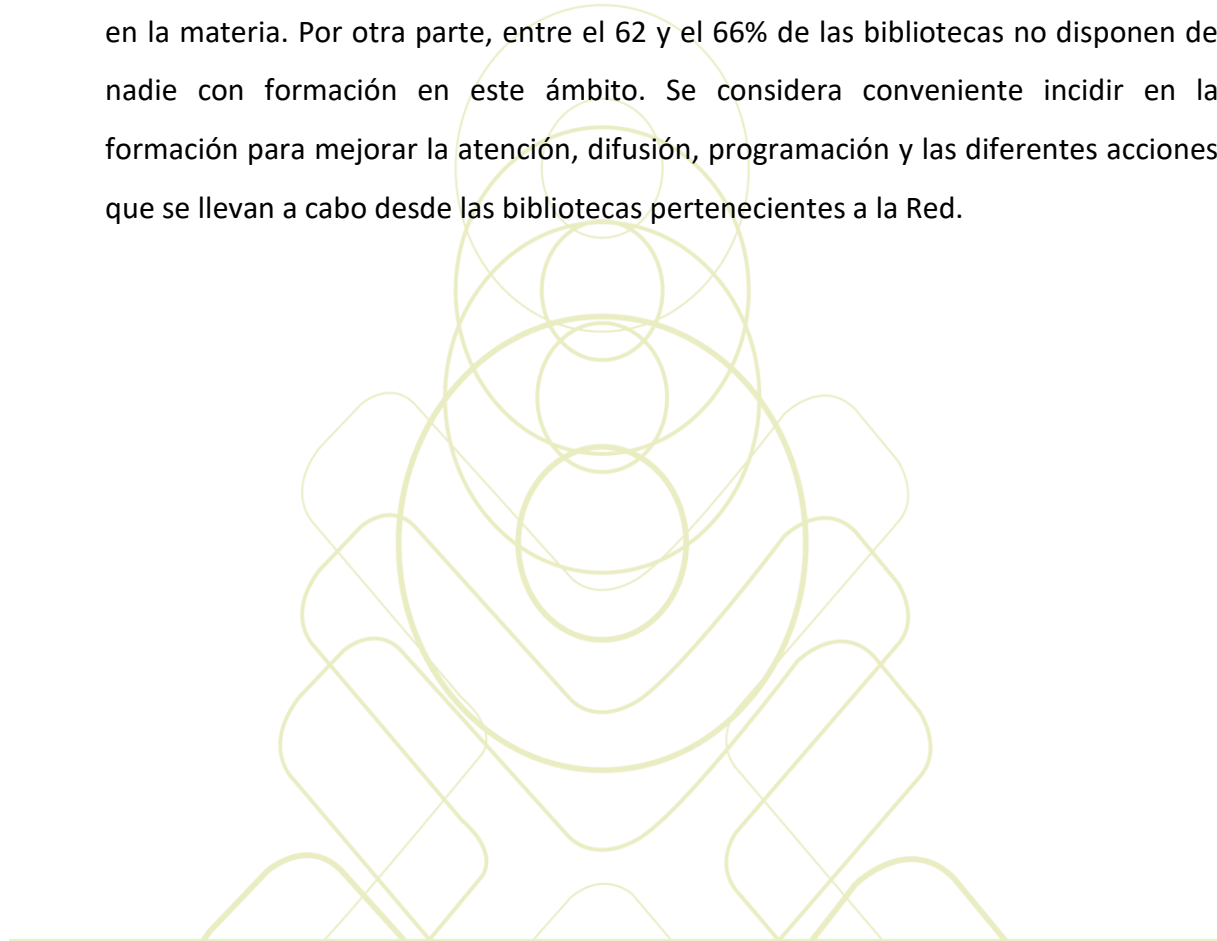 en la materia. Por otra parte, entre el 62 y el 66% de las bibliotecas no disponen de
nadie con formación en este ámbito. Se considera conveniente incidir en la
formación para mejorar la atención, difusión, programación y las diferentes acciones
que se llevan a cabo desde las bibliotecas pertenecientes a la Red.